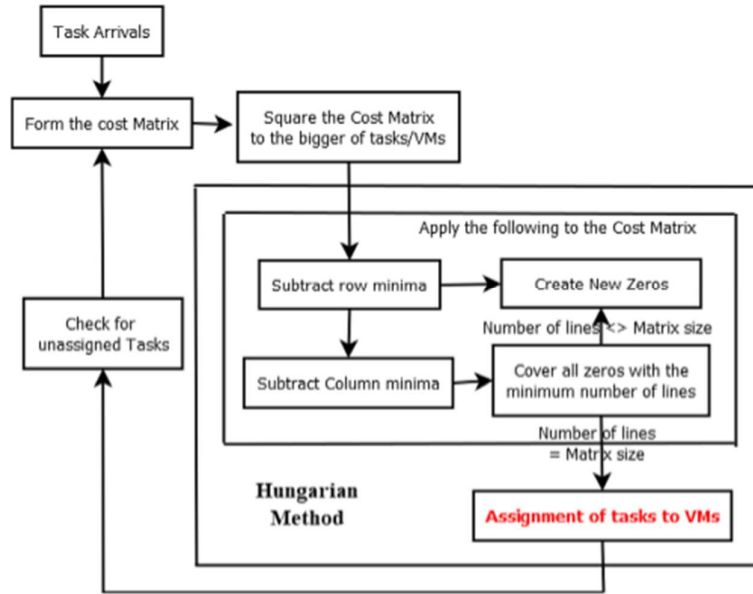 Task Arrivals
Form the cost Matrix
Square the Cost Matrix
to the bigger of tasks/VMs
Apply the following to the Cost Matrix
Subtract row minima
Create New Zeros
Check for
unassigned Tasks
Number of lines <> Matrix size
Subtract Column minima
Cover all zeros with the
minimum number of lines
Number of lines
= Matrix size
Hungarian
Method
Assignment of tasks to VMs